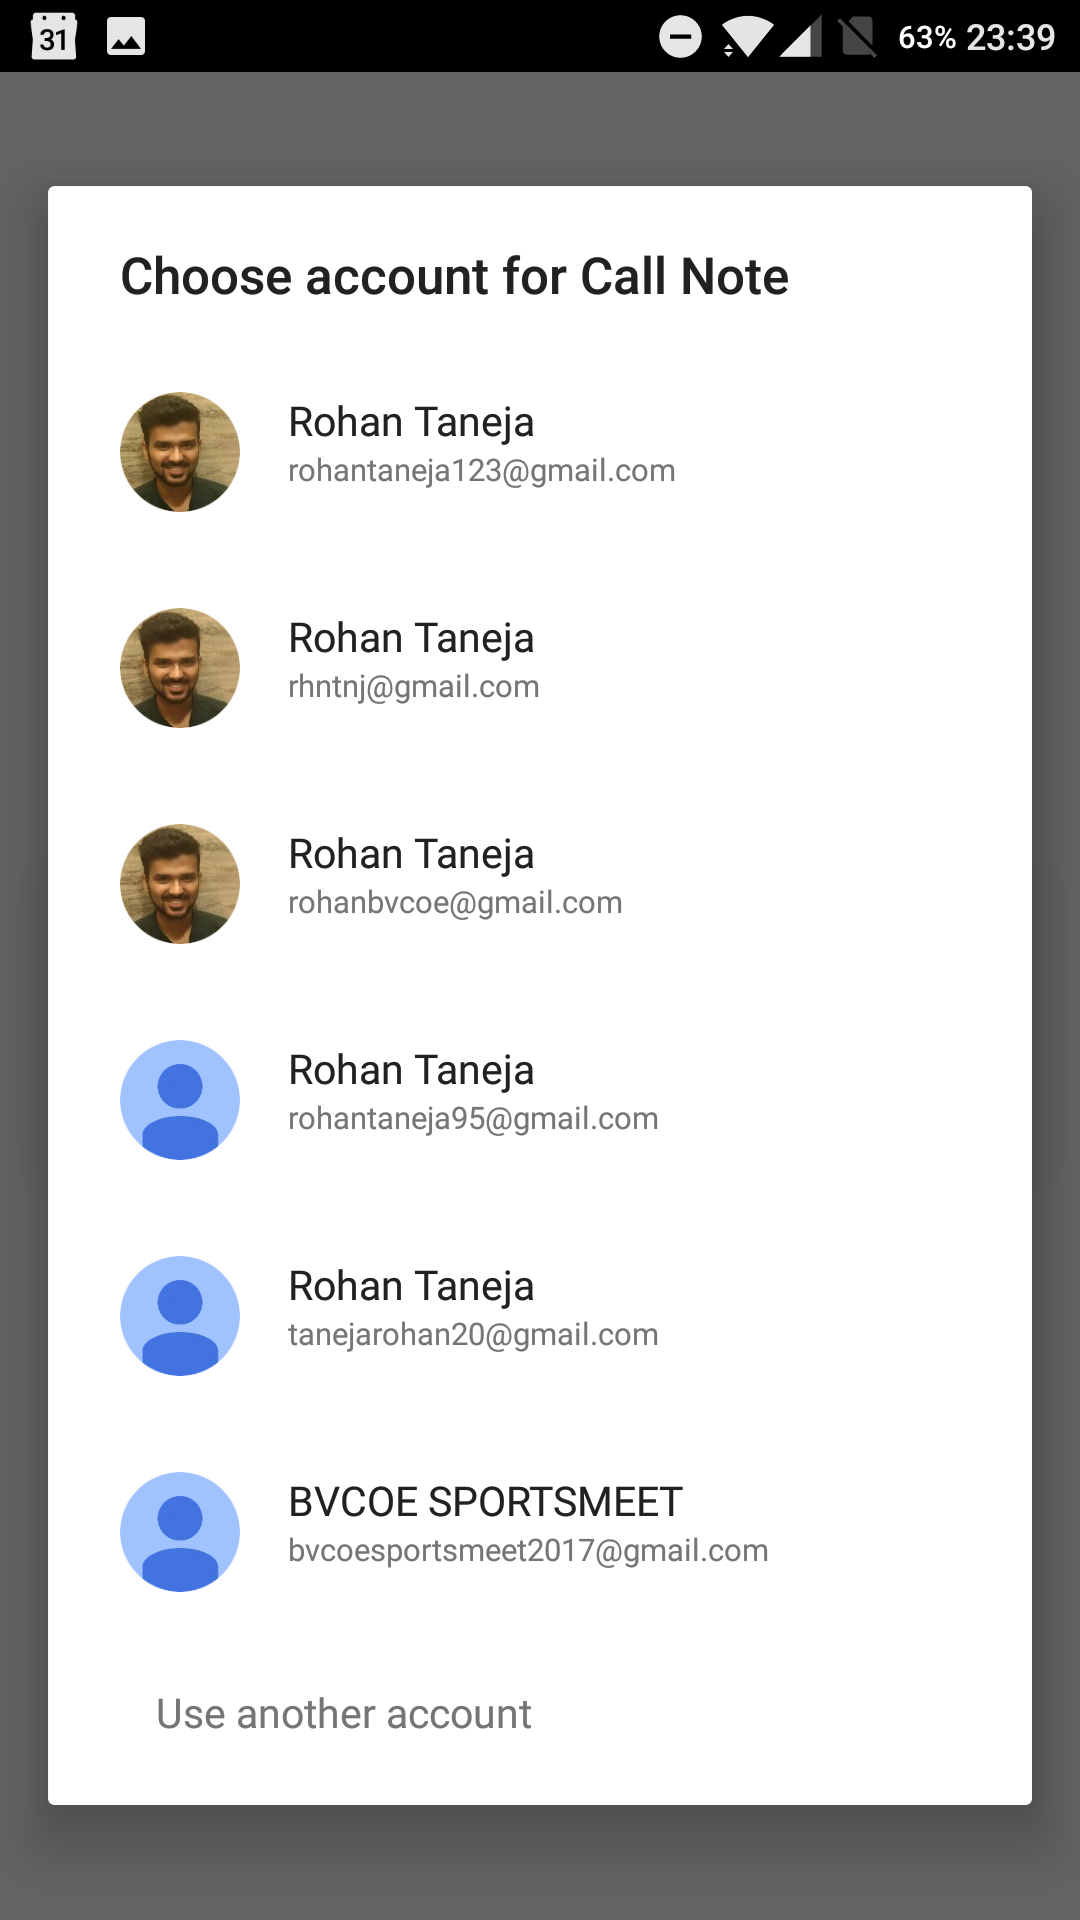 31
63% 23:39
Choose account for Call Note
Rohan Taneja
rohantaneja123@gmail.com
Rohan Taneja
rhntnj@gmail.com
Rohan Taneja
rohanbvcoe@gmail.com
Rohan Taneja
rohantaneja95@gmail.com
Rohan Taneja
tanejarohan20@gmail.com
BVCOE SPORTSMEET
bvcoesportsmeet2017@gmail.com
Use another account